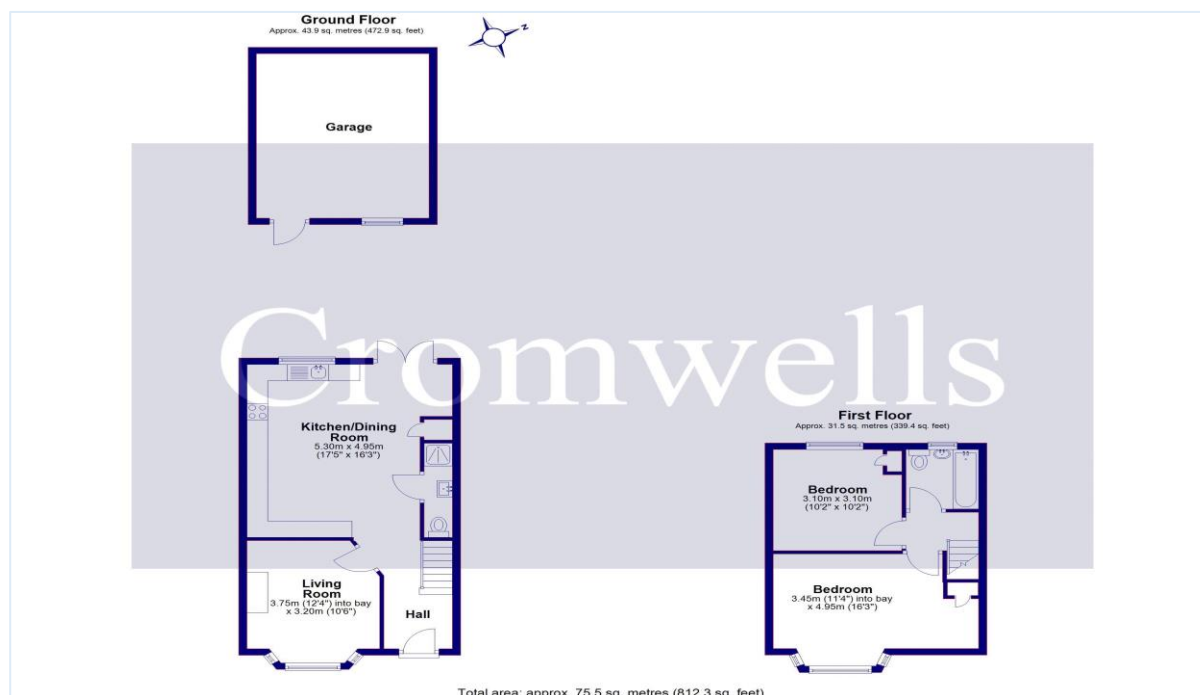 Ground Floor
Approx. 43.9 sq. metres (472.9 sq. feet)
N
Garage
Cromwells
Kitchen/Dining
Room
5.30m x 4.95m
(17'5" x 16'3")
Living
Room
3.75m (12'4") into bay
x 3.20m (10'6")
Hall
First Floor
Approx. 31.5 sq. metres (339.4 sq. feet)
Bedroom
3.10m x 3.10m
(10'2" x 10'2")
Bedroom
3.45m (11'4") into bay
x 4.95m (16'3")
Total area: approx. 75.5 sq. metres (812.3 sq. feet)